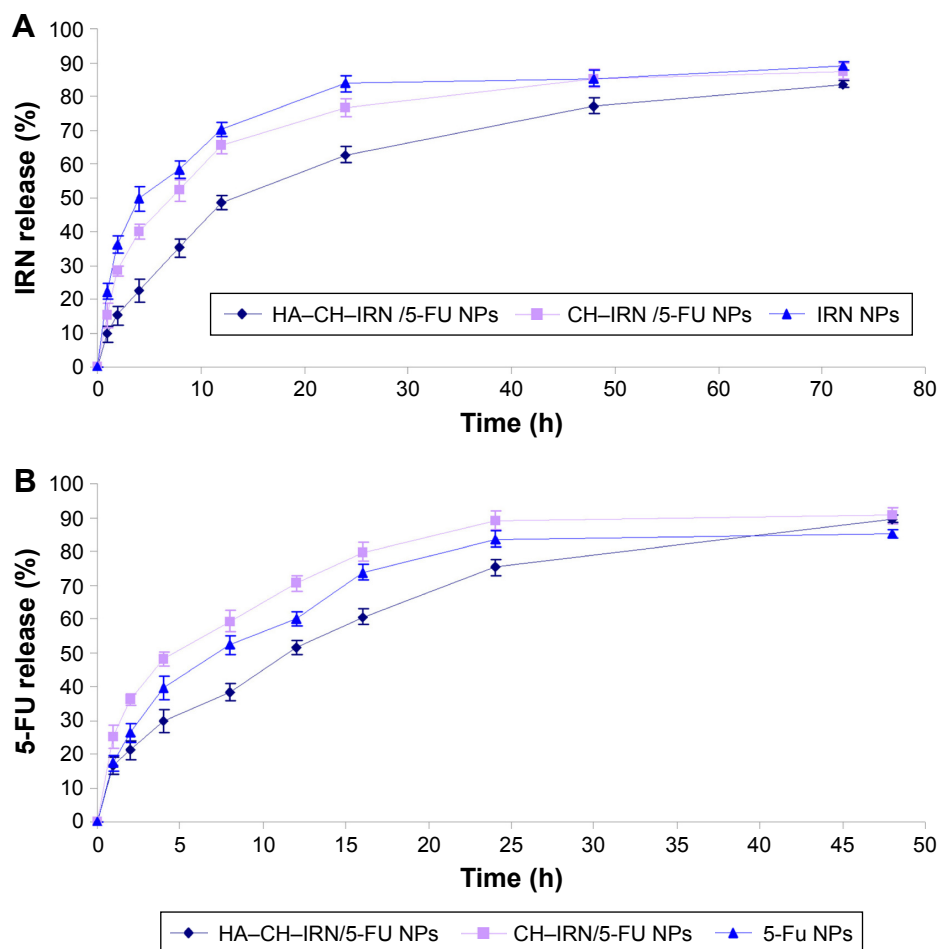 A
100
90
80
70
60
50
40
30
20
10
0
IRN release (%)
HA–CH–IRN /5-FU NPs CH–IRN /5-FU NPs IRN NPs
0 10 20 30 40 50 60 70 80
Time (h)
B
100
90
80
70
60
50
40
30
20
10
0
5-FU release (%)
0 5 10 15 20 25 30 35 40 45 50
Time (h)
HA–CH–IRN/5-FU NPs CH–IRN/5-FU NPs 5-Fu NPs